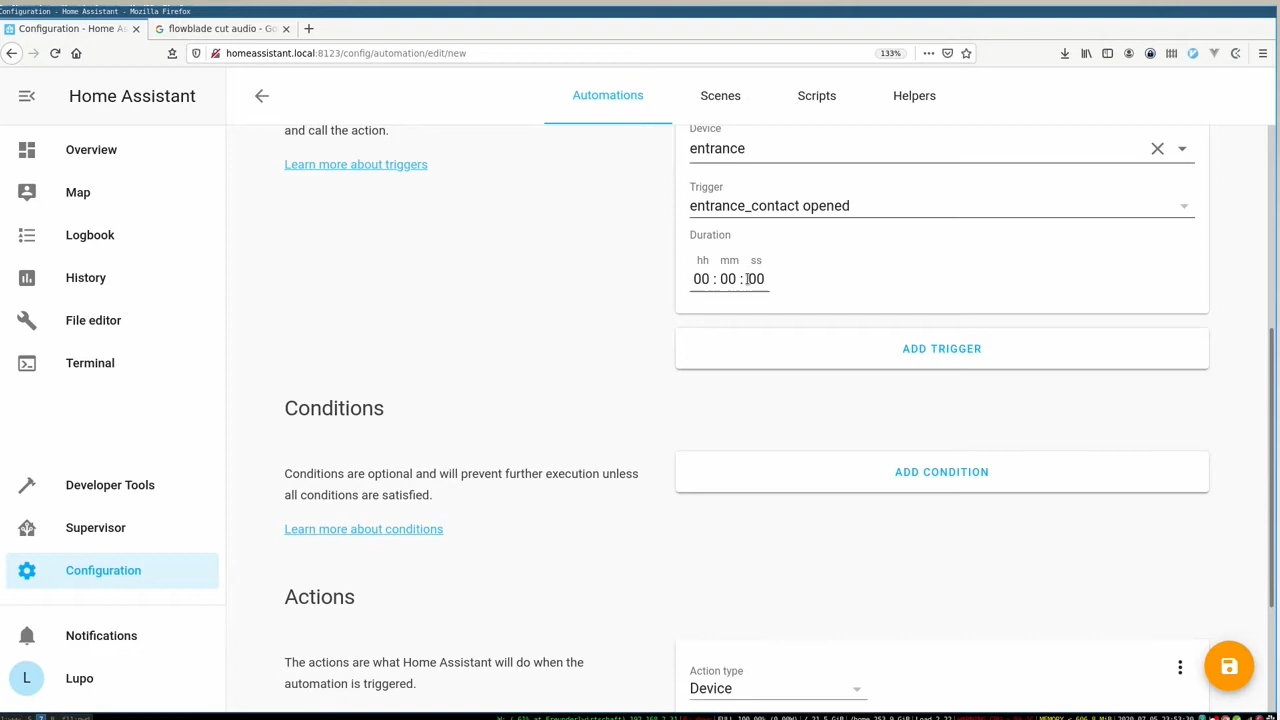 Configuration - Home Assistant - Mozilla Firefox
Configuration - Home As
flowblade cut audio - Go
homeassistant.local:8123/config/automation/edit/new
133%
Home Assistant
Automations
Scenes
Scripts
Helpers
Overview
Map
Logbook
History
File editor
Terminal
Developer Tools
Supervisor
Configuration
Notifications
L
Lupo
and call the action.
Learn more about triggers
Device
entrance
Trigger
entrance_contact opened
Duration
hh mm ss
00 : 00 : 00
ADD TRIGGER
Conditions
Conditions are optional and will prevent further execution unless
all conditions are satisfied.
Learn more about conditions
ADD CONDITION
Actions
The actions are what Home Assistant will do when the
automation is triggered.
Action type
Device